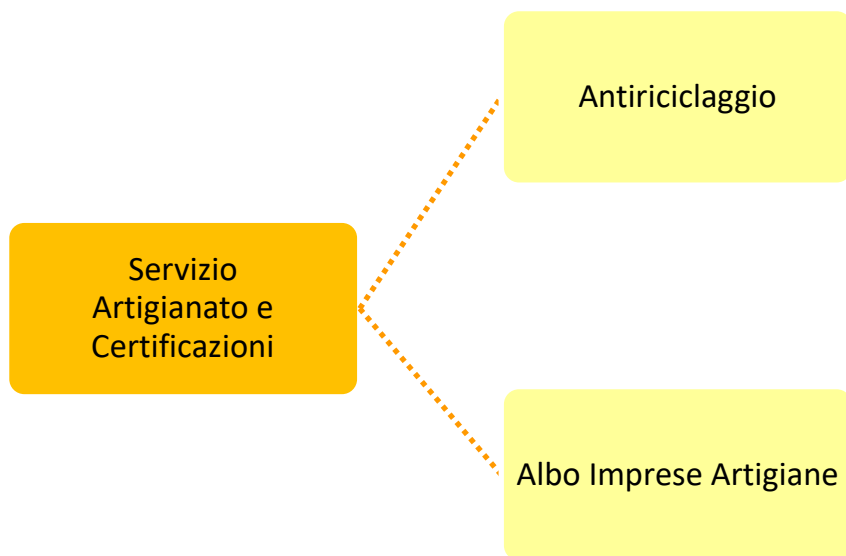 Antiriciclaggio
Servizio
Artigianato e
Certificazioni
Albo Imprese Artigiane